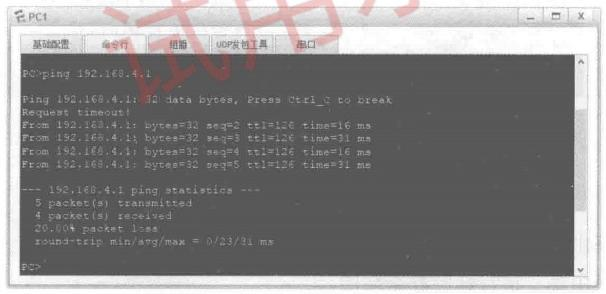 PC1
基础配置 命令行 组播 UDP发包工具 串口
PC>ping 192.168.4.1
Ping 192.168.4.1: 32 data bytes, Press Ctrl_C to break
Request timeout!
From 192.168.4.1: bytes=32 seq=2 ttl=126 time=16 ms
From 192.168.4.1: bytes=32 seq=3 ttl=126 time=31 ms
From 192.168.4.1: bytes=32 seq=4 ttl=126 time=16 ms
From 192.168.4.1: bytes=32 seq=5 ttl=126 time=31 ms
--- 192.168.4.1 ping statistics ---
5 packet(s) transmitted
4 packet(s) received
20.00% packet loss
round-trip min/avg/max = 0/23/31 ms
PC>